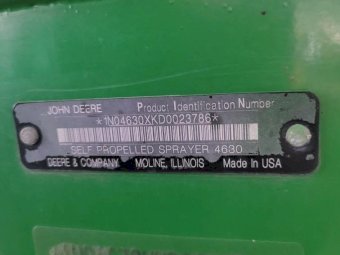 JOHN DEERE Product Identification Number
*1N04630XKD0023786*
SELF PROPELLED SPRAYER 4630
DEERE & COMPANY MOLINE, ILLINOIS Made In USA